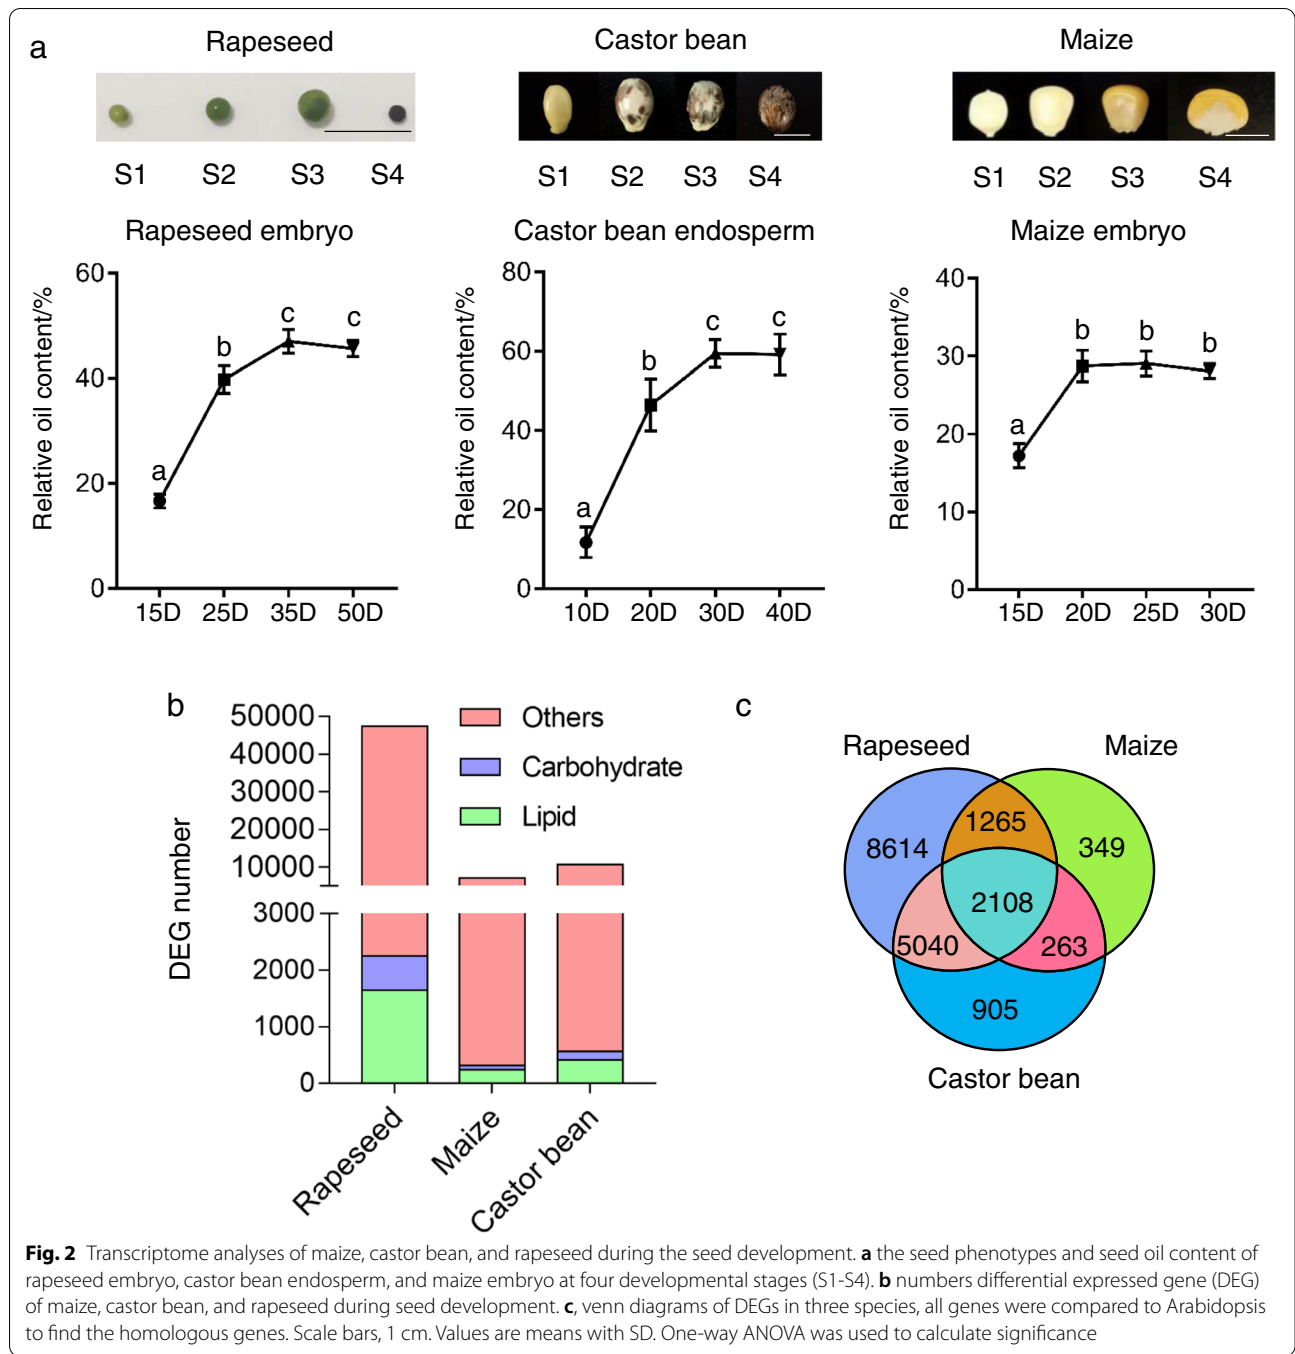 a
Rapeseed
Castor bean
Maize
S1 S2 S3 S4
S1 S2 S3 S4
S1 S2 S3 S4
Rapeseed embryo
Relative oil content/%
60
40
20
0
a
b
c
c
15D 25D 35D 50D
Castor bean endosperm
Relative oil content/%
80
60
40
20
0
a
b
c
c
10D 20D 30D 40D
Maize embryo
Relative oil content/%
40
30
20
10
0
a
b
b
b
15D 20D 25D 30D
b
DEG number
50000
40000
30000
20000
10000
3000
2000
1000
0
Others
Carbohydrate
Lipid
Rapeseed
Maize
Castor bean
c
Rapeseed
Maize
1265
8614
349
2108
5040
263
905
Castor bean
Fig. 2 Transcriptome analyses of maize, castor bean, and rapeseed during the seed development. a the seed phenotypes and seed oil content of
rapeseed embryo, castor bean endosperm, and maize embryo at four developmental stages (S1-S4). b numbers differential expressed gene (DEG)
of maize, castor bean, and rapeseed during seed development. c, venn diagrams of DEGs in three species, all genes were compared to Arabidopsis
to find the homologous genes. Scale bars, 1 cm. Values are means with SD. One-way ANOVA was used to calculate significance